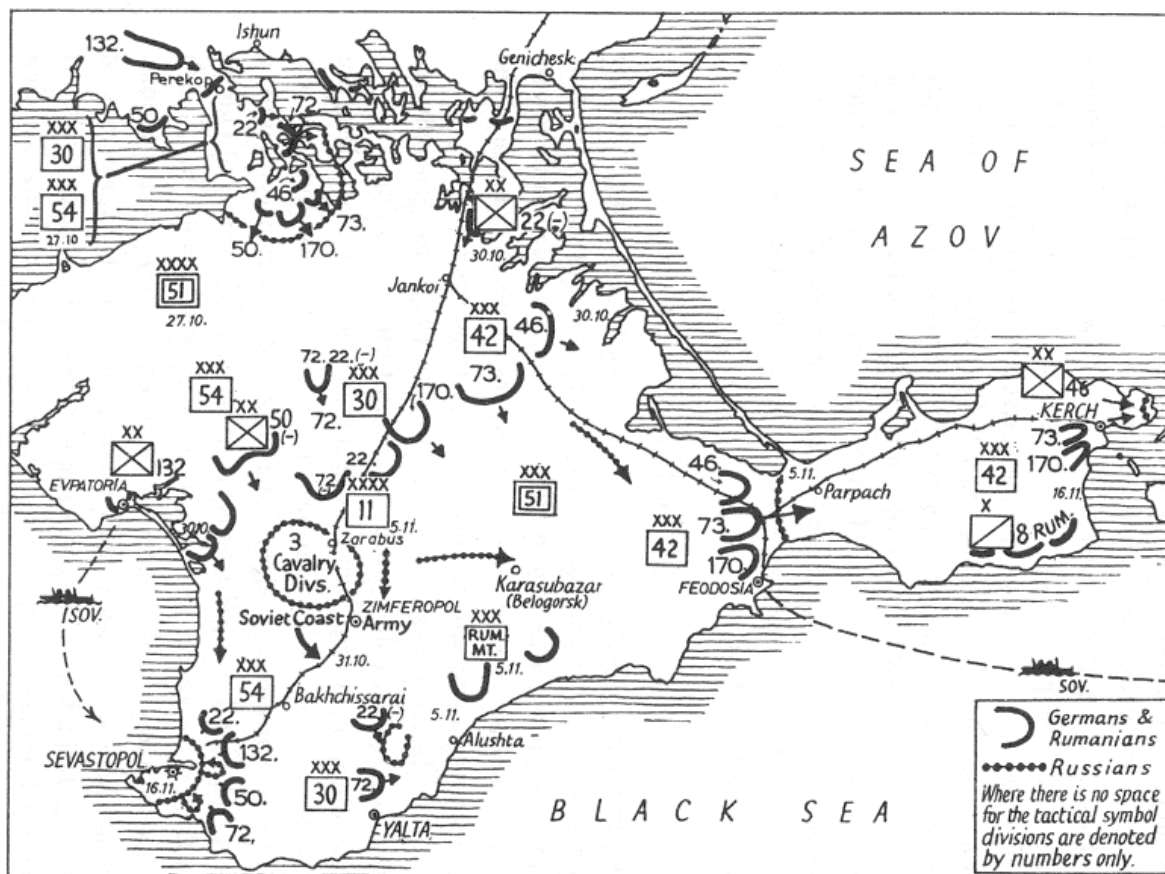 132.
Ishun
Perekop
Genichesk
50
22
72.
XXX
30
XXX
54
27.10
46.
73.
50.
170.
XX
22(-)
30.10.
SEA OF
AZOV
XXXX
51
27.10.
Jankoi
XXX
42
46.
30.10.
73.
72. 22.(-)
72.
XXX
54
XX
50
(-)
XXX
30
170.
XX
132
EVPATORIA
30.10.
22
72.
XXXX
11
5.11.
Zarabus
3
Cavalry
Divs.
XXX
51
46.
73.
170.
XXX
42
5.11.
Parpach
FEODOSIA
XX
46
KERCH
73.
170.
XXX
42
16.11.
X
8 RUM.
Karasubazar
(Belogorsk)
ZIMFEROPOL
Soviet Coast Army
31.10.
1 SOV.
XXX
RUM.
MT.
5.11.
5.11.
Alushta
SOV.
XXX
54
Bakhchissarai
22.
132.
SEVASTOPOL
16.11.
50.
72,
22(-)
XXX
30
72.
YALTA
BLACK SEA
Germans &
Rumanians
Russians
Where there is no space
for the tactical symbol
divisions are denoted
by numbers only.